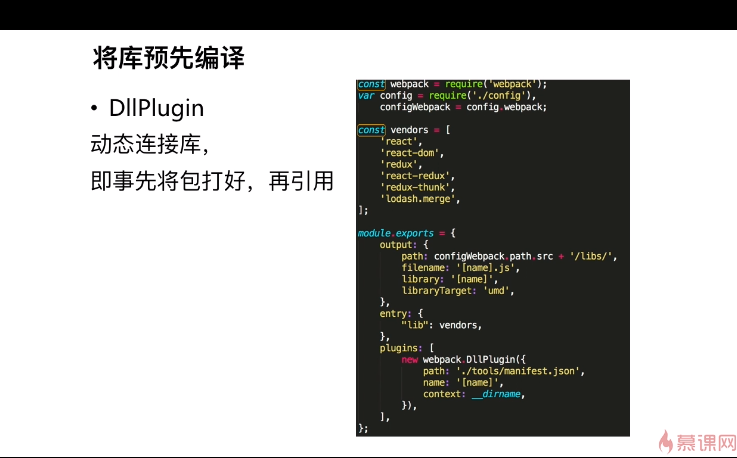 将库预先编译
• DllPlugin
动态连接库，
即事先将包打好，再引用
const webpack = require('webpack');
var config = require('./config'),
    configWebpack = config.webpack;
const vendors = [
    'react',
    'react-dom',
    'redux',
    'react-redux',
    'redux-thunk',
    'lodash.merge',
];
module.exports = {
    output: {
        path: configWebpack.path.src + '/libs/',
        filename: '[name].js',
        library: '[name]',
        libraryTarget: 'umd',
    },
    entry: {
        "lib": vendors,
    },
    plugins: [
        new webpack.DllPlugin({
            path: './tools/manifest.json',
            name: '[name]',
            context: __dirname,
        }),
    ],
};
慕课网